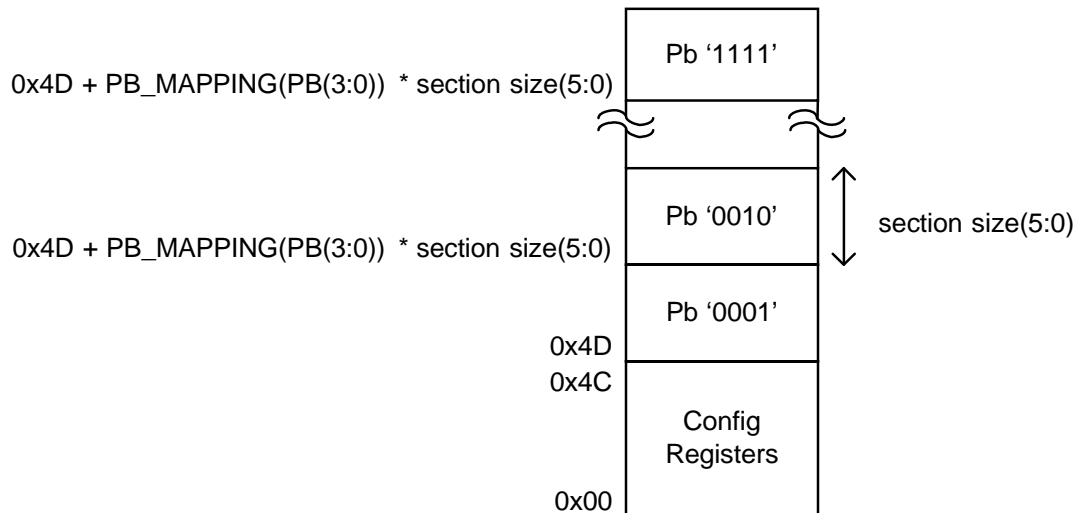 Pb ‘1111’
0x4D + PB_MAPPING(PB(3:0)) * section size(5:0)
Pb ‘0010’
section size(5:0)
0x4D + PB_MAPPING(PB(3:0)) * section size(5:0)
Pb ‘0001’
0x4D
0x4C
Config
Registers
0x00